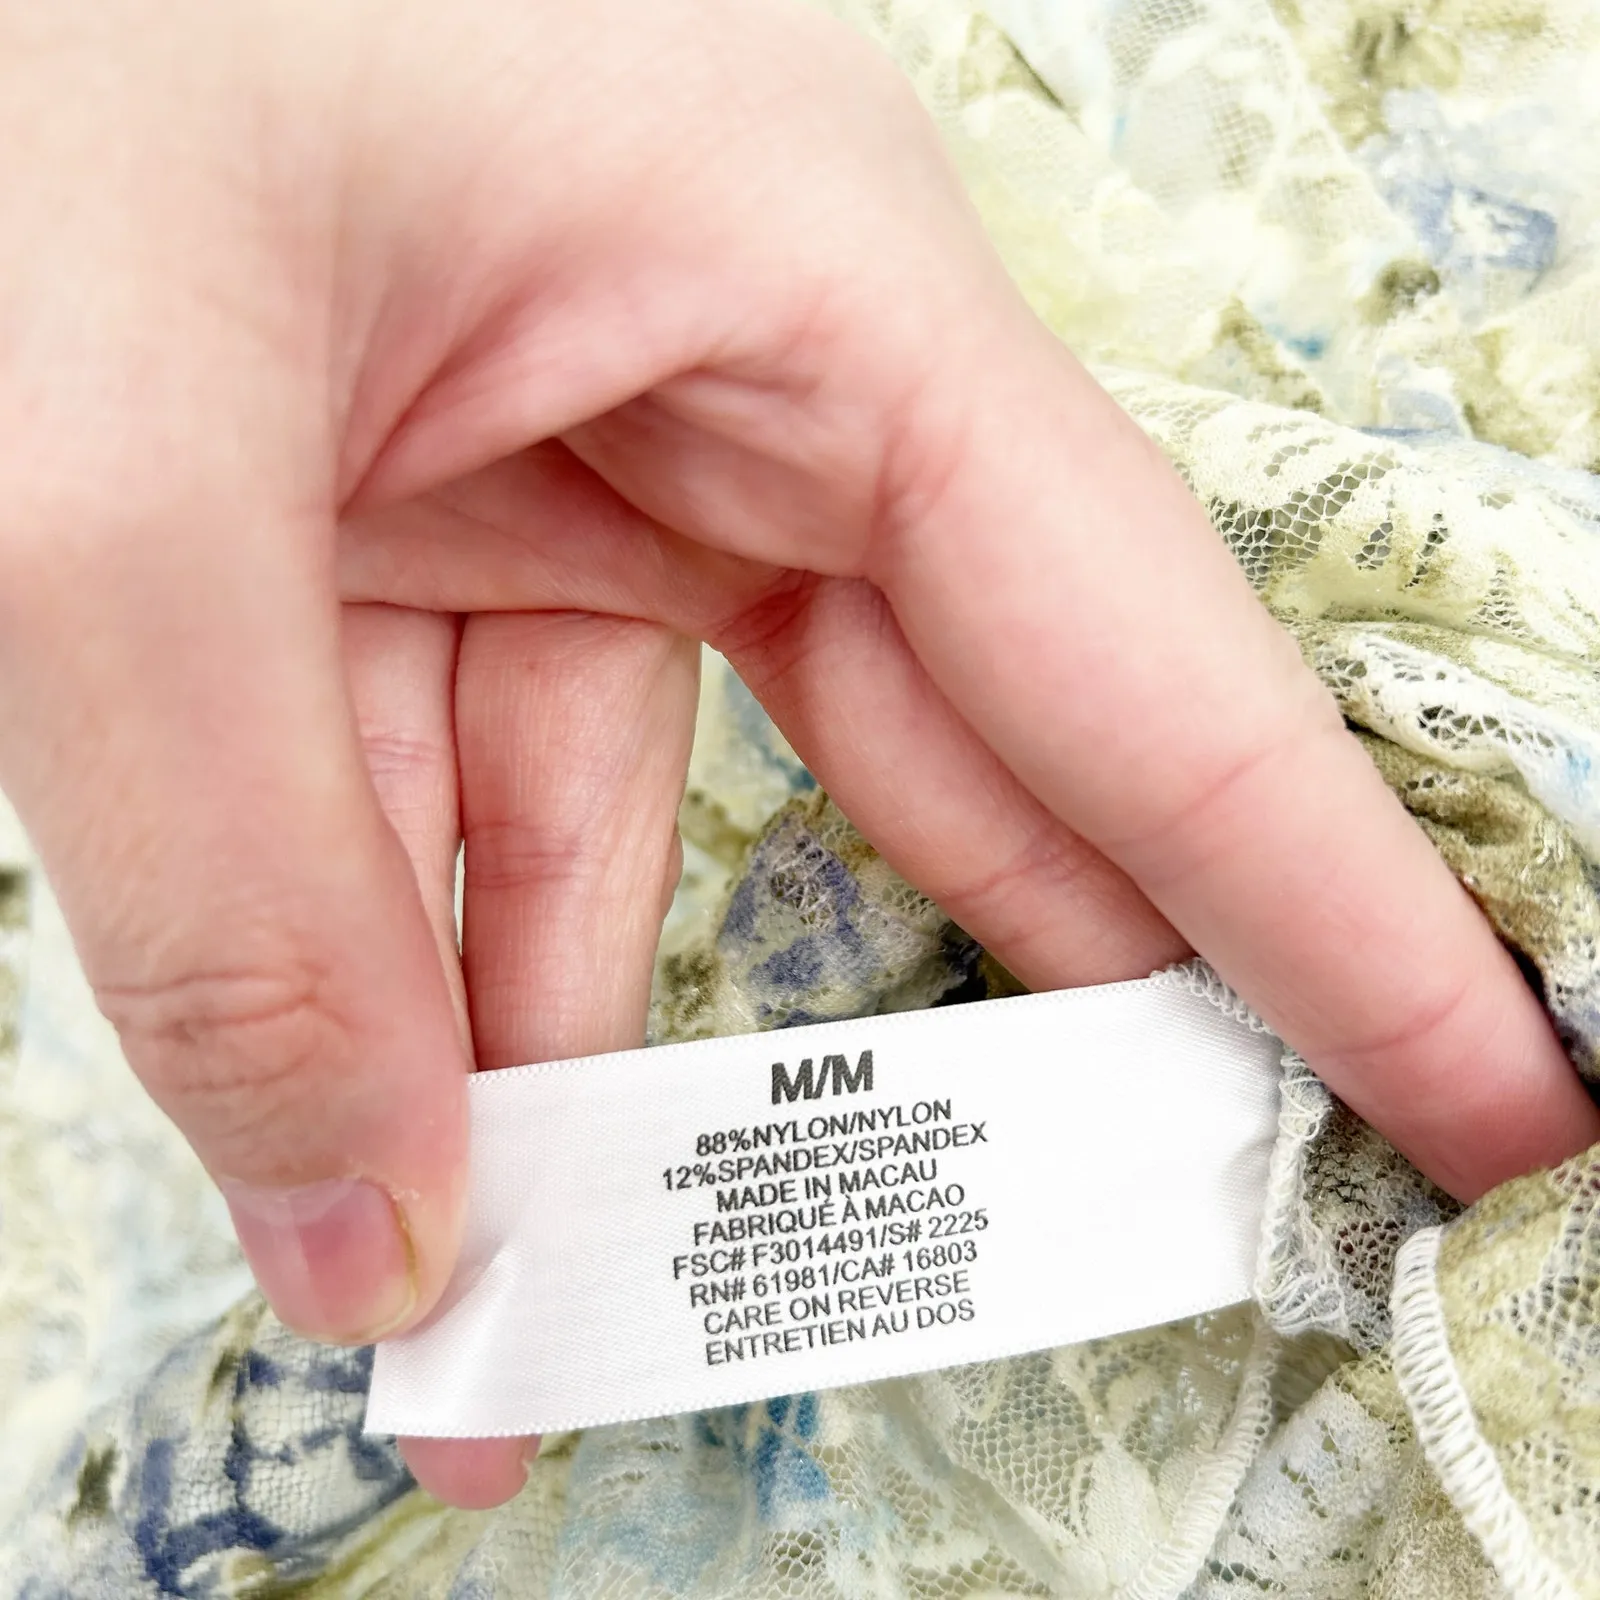 M/M
88%NYLON/NYLON
12%SPANDEX/SPANDEX
MADE IN MACAU
FABRIQUÉ À MACAO
FSC# F3014491/S# 2225
RN# 61981/CA# 16803
CARE ON REVERSE
ENTRETIEN AU DOS